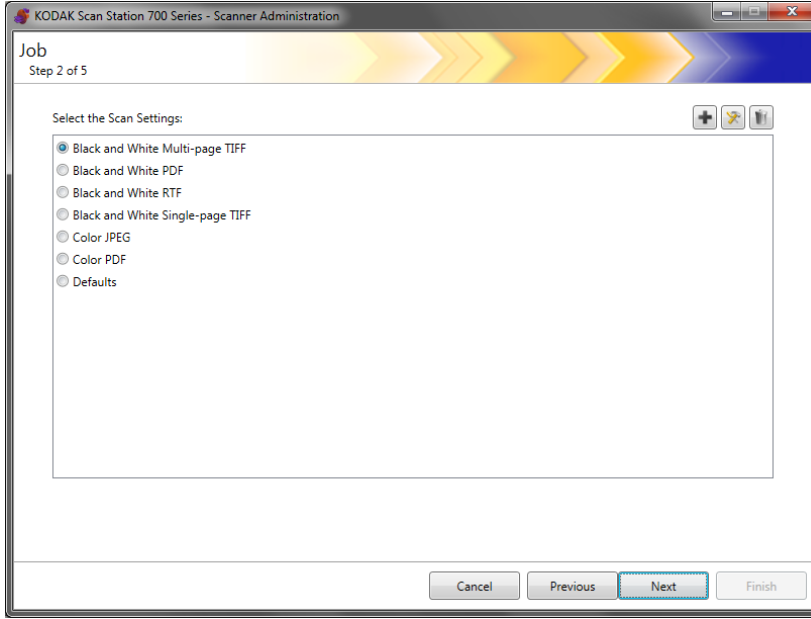 KODAK Scan Station 700 Series - Scanner Administration
Job
Step 2 of 5
Select the Scan Settings:
Black and White Multi-page TIFF
Black and White PDF
Black and White RTF
Black and White Single-page TIFF
Color JPEG
Color PDF
Defaults
Cancel Previous Next Finish